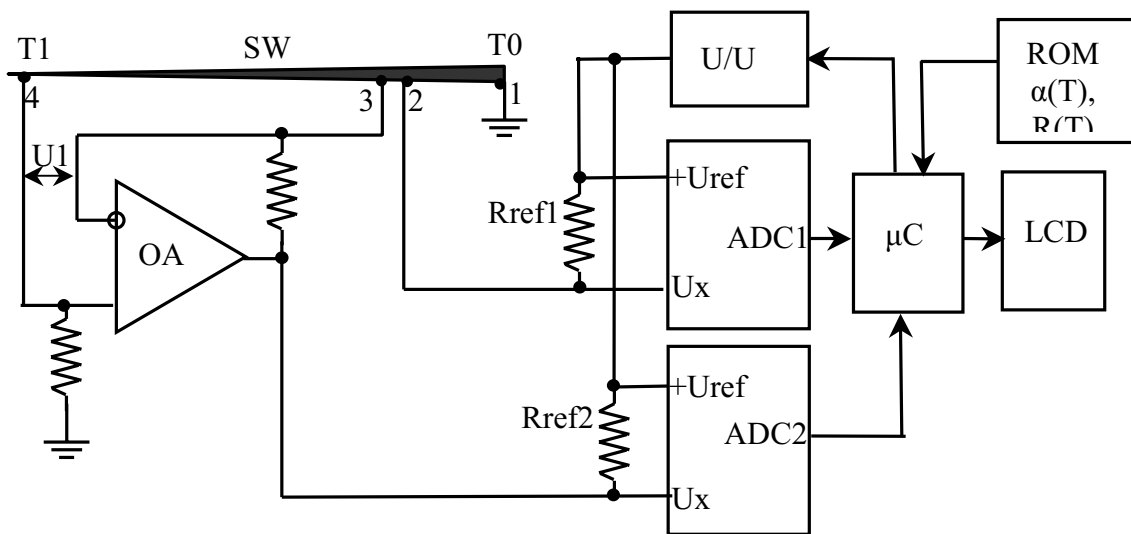 T1
SW
T0
4
3
2
1
U1
OA
U/U
ROM
α(T),
R(T)
+Uref
Rref1
ADC1
Ux
μC
LCD
+Uref
Rref2
ADC2
Ux